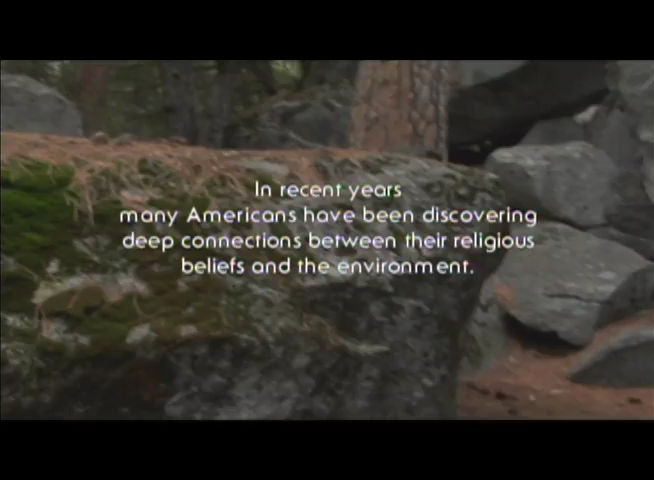 In recent years
many Americans have been discovering
deep connections between their religious
beliefs and the environment.